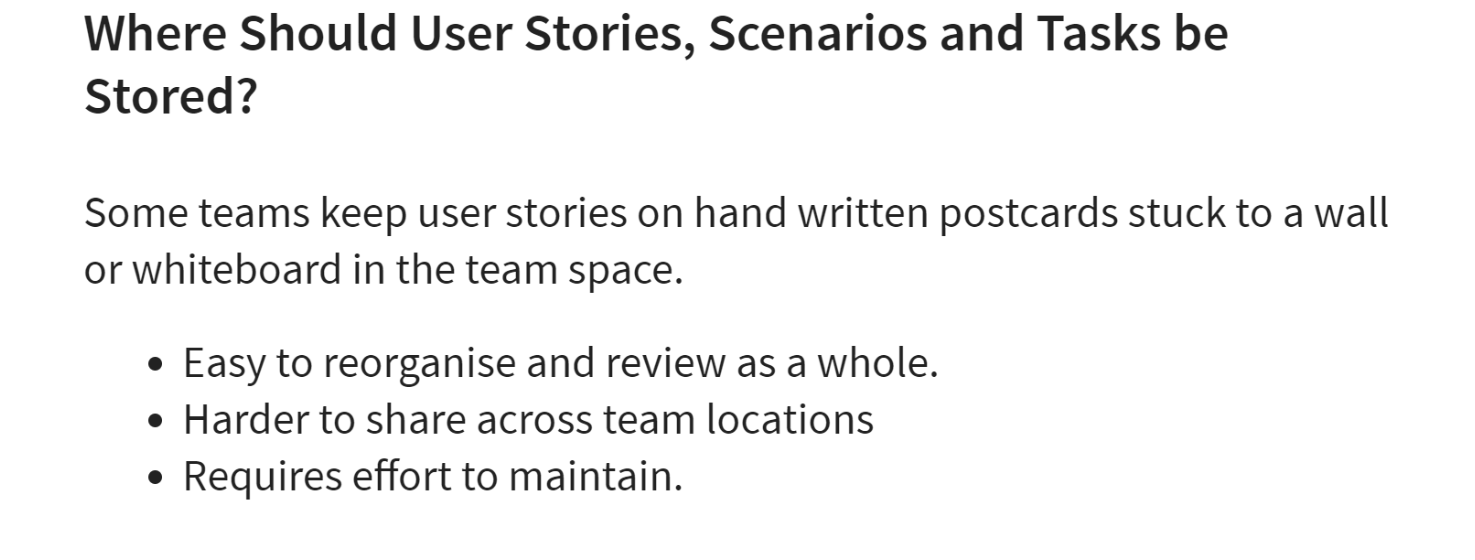 Where Should User Stories, Scenarios and Tasks be
Stored?
Some teams keep user stories on hand written postcards stuck to a wall
or whiteboard in the team space.
• Easy to reorganise and review as a whole.
• Harder to share across team locations
• Requires effort to maintain.